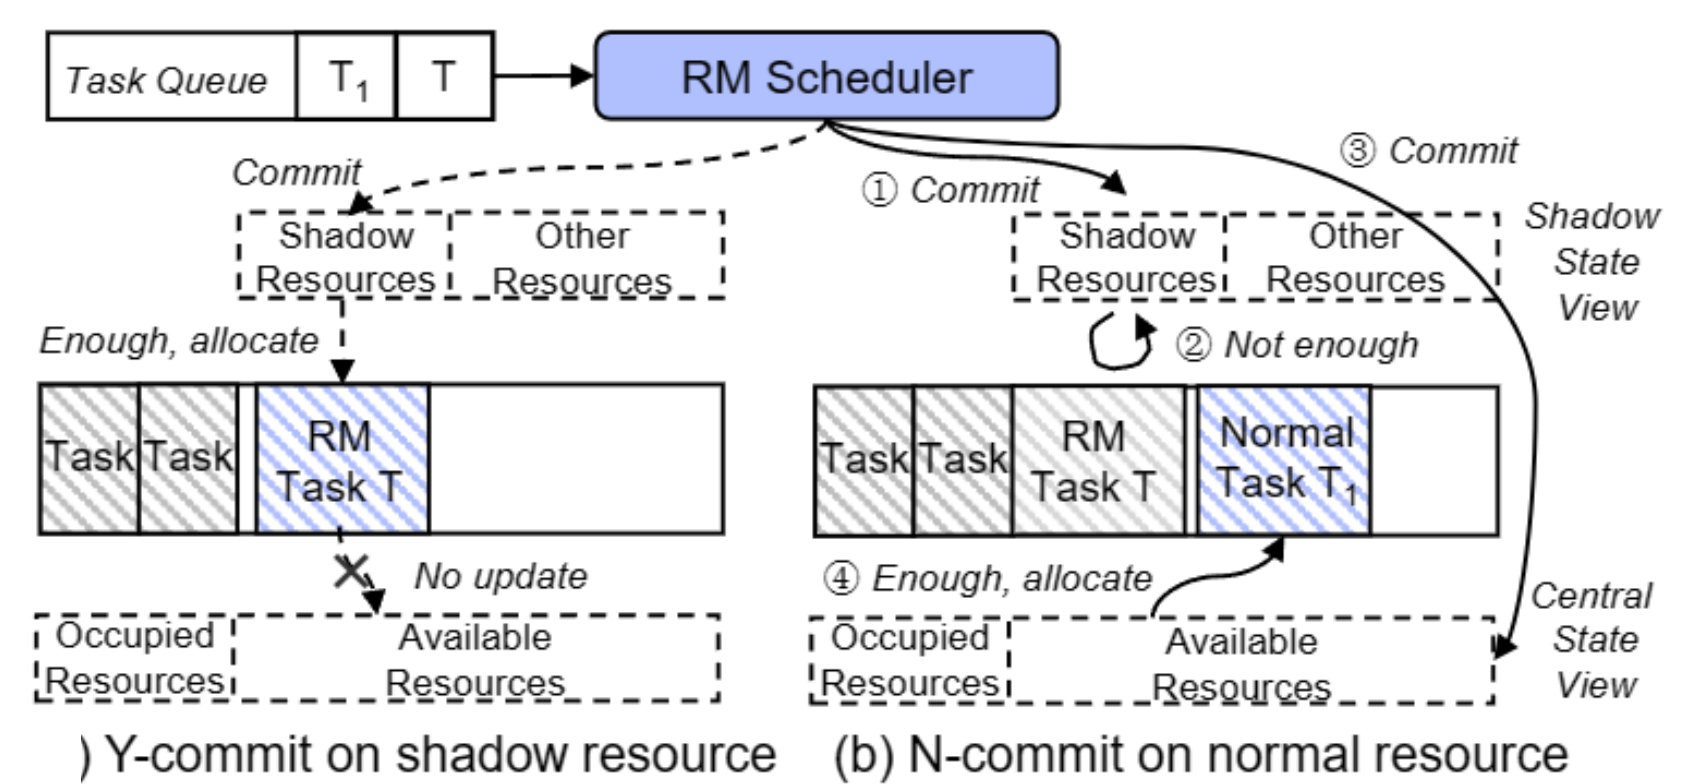 Task Queue T1 T RM Scheduler
Commit
① Commit
③ Commit
Shadow
Resources
Other
Resources
Shadow
Resources
Other
Resources
Shadow
State
View
Enough, allocate
② Not enough
Task
Task
RM
Task T
Task
Task
RM
Task T
Normal
Task T1
No update
④ Enough, allocate
Occupied
Resources
Available
Resources
Occupied
Resources
Available
Resources
Central
State
View
) Y-commit on shadow resource
(b) N-commit on normal resource